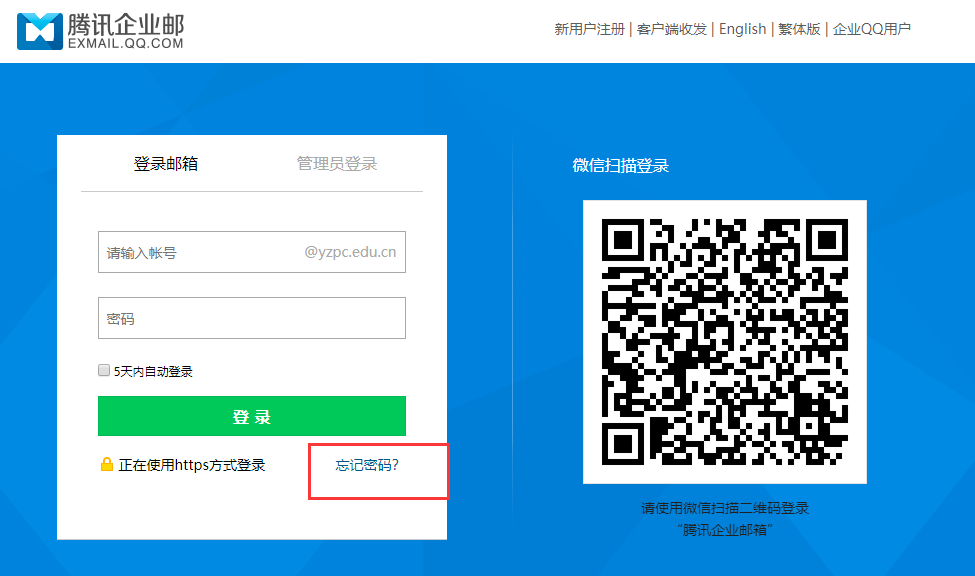 腾讯企业邮
EXMAIL.QQ.COM
新用户注册 | 客户端收发 | English | 繁体版 | 企业QQ用户
登录邮箱 管理员登录
请输入帐号 @yzpc.edu.cn
密码
5天内自动登录
登 录
正在使用https方式登录 忘记密码?
微信扫描登录
请使用微信扫描二维码登录
“腾讯企业邮箱”